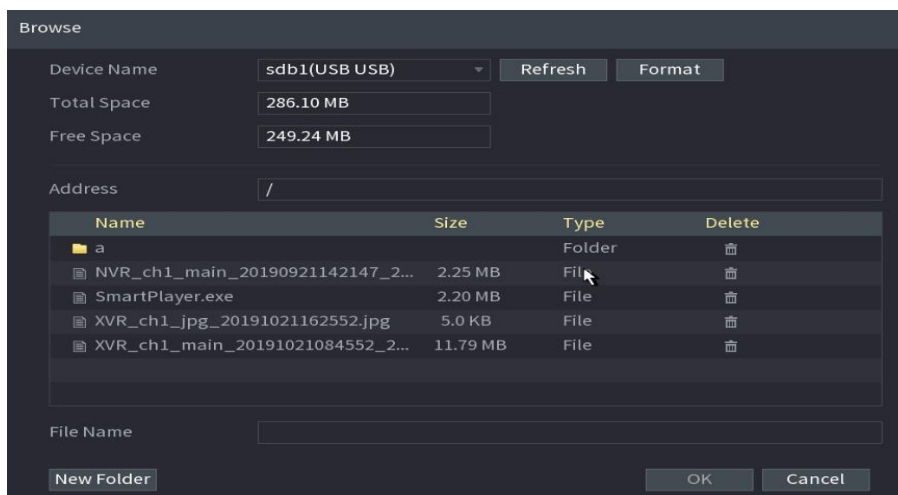 Browse
Device Name sdb1(USB USB) Refresh Format
Total Space 286.10 MB
Free Space 249.24 MB
Address /
Name Size Type Delete
a Folder
NVR_ch1_main_20190921142147_2... 2.25 MB File
SmartPlayer.exe 2.20 MB File
XVR_ch1_jpg_20191021162552.jpg 5.0 KB File
XVR_ch1_main_20191021084552_2... 11.79 MB File
File Name
New Folder OK Cancel